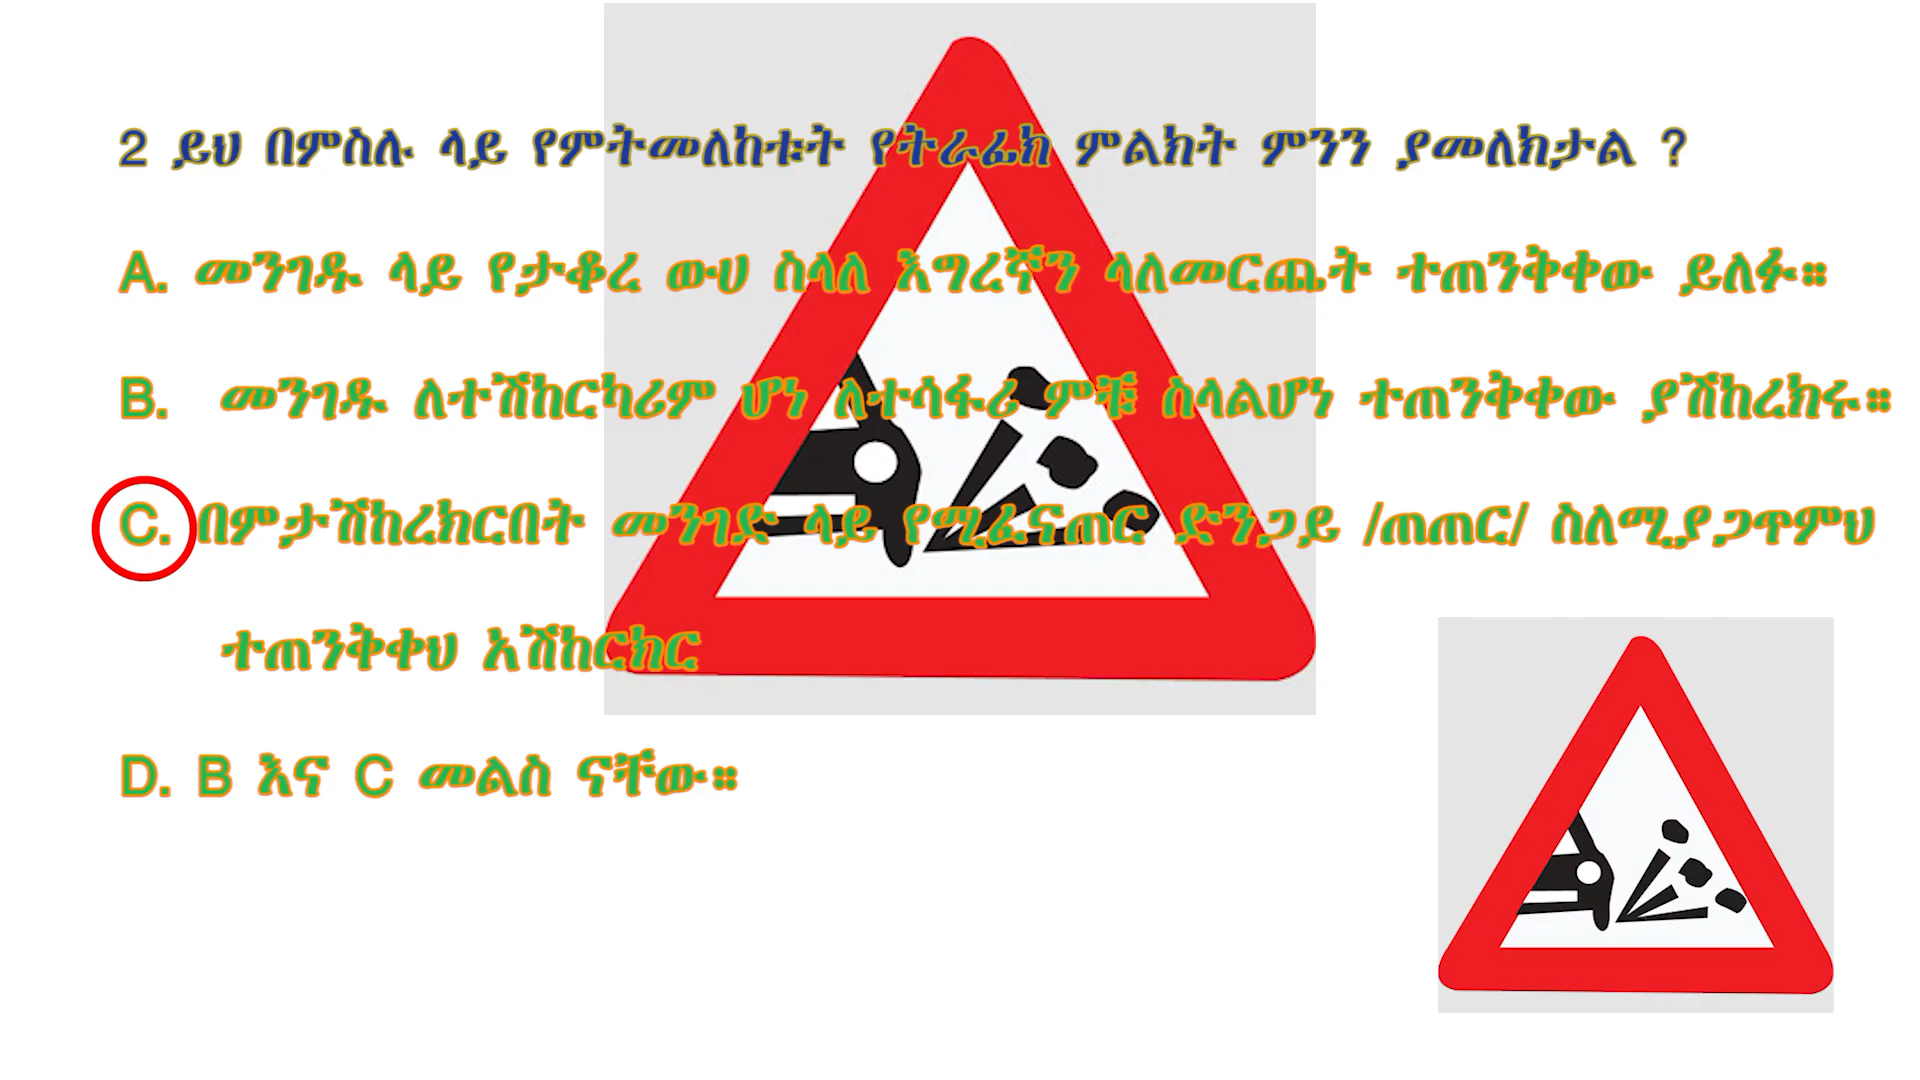 2 ይህ በምስሉ ላይ የምትመለከቱት የትራፊክ ምልክት ምንን ያመለክታል ?
A. መንገዱ ላይ የታቆረ ውሀ ስላለ እግረኛን ላለመርጨት ተጠንቅቀው ይለፉ።
B. መንገዱ ለተሽከርካሪም ሆነ ለተሳፋሪ ምቹ ስላልሆነ ተጠንቅቀው ያሽከረክሩ።
C. በምታሽከረክርበት መንገድ ላይ የሚፈናጠር ድንጋይ /ጠጠር/ ስለሚያጋጥምህ
ተጠንቅቀህ አሽከርክር
D. B እና C መልስ ናቸው።